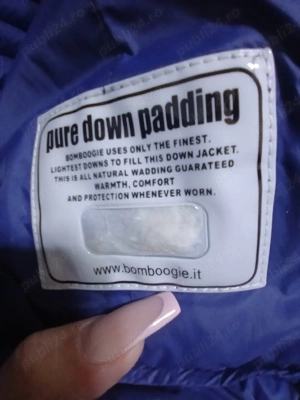 pure down padding
BOMBOOGIE USES ONLY THE FINEST.
LIGHTEST DOWNS TO FILL THIS DOWN JACKET.
THIS IS ALL NATURAL WADDING GUARATEED
WARMTH, COMFORT
AND PROTECTION WHENEVER WORN.
www.bomboogie.it